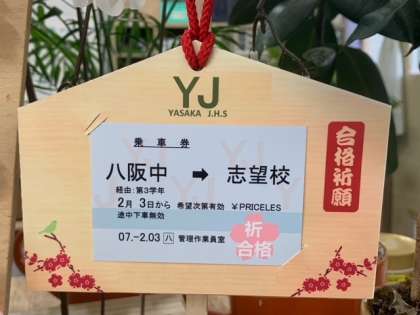 YJ
YASAKA J.H.S
乗車券
八阪中 ➡ 志望校
経由:第3学年
2月 3日から 希望次第有効 ¥PRICELES
途中下車無効
07.-2.03 八 管理作業員室
祈
合格
合格祈願